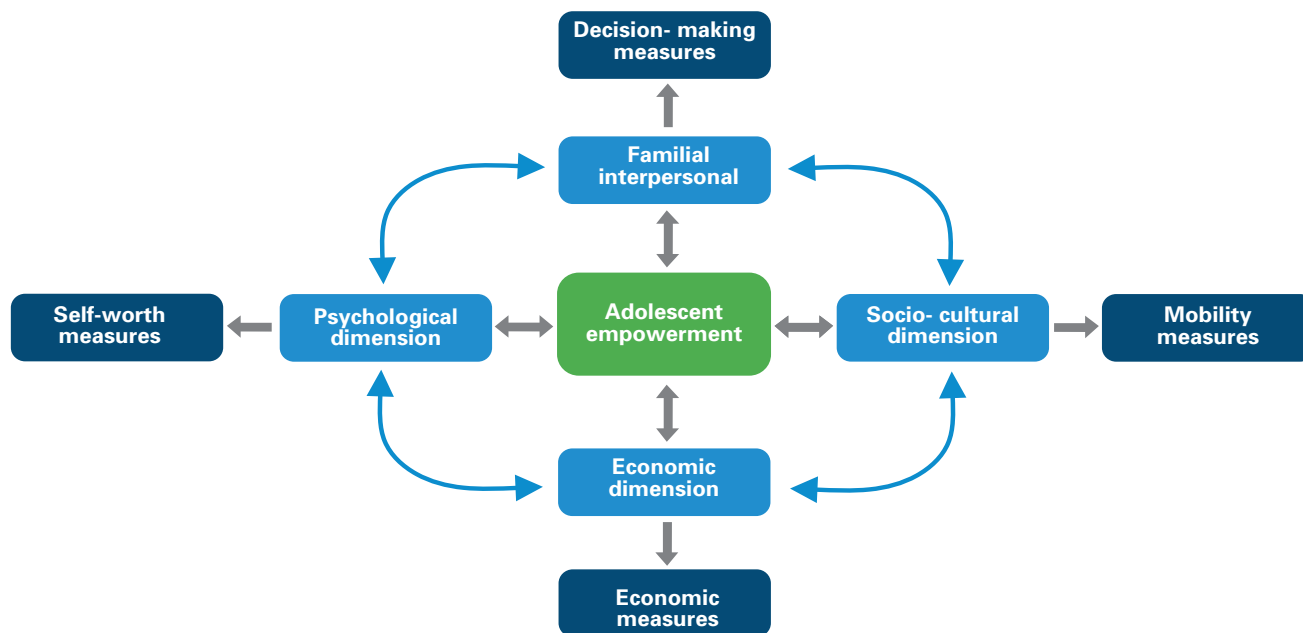 Decision- making
measures
Familial
interpersonal
Self-worth
measures
Psychological
dimension
Adolescent
empowerment
Socio- cultural
dimension
Mobility
measures
Economic
dimension
Economic
measures